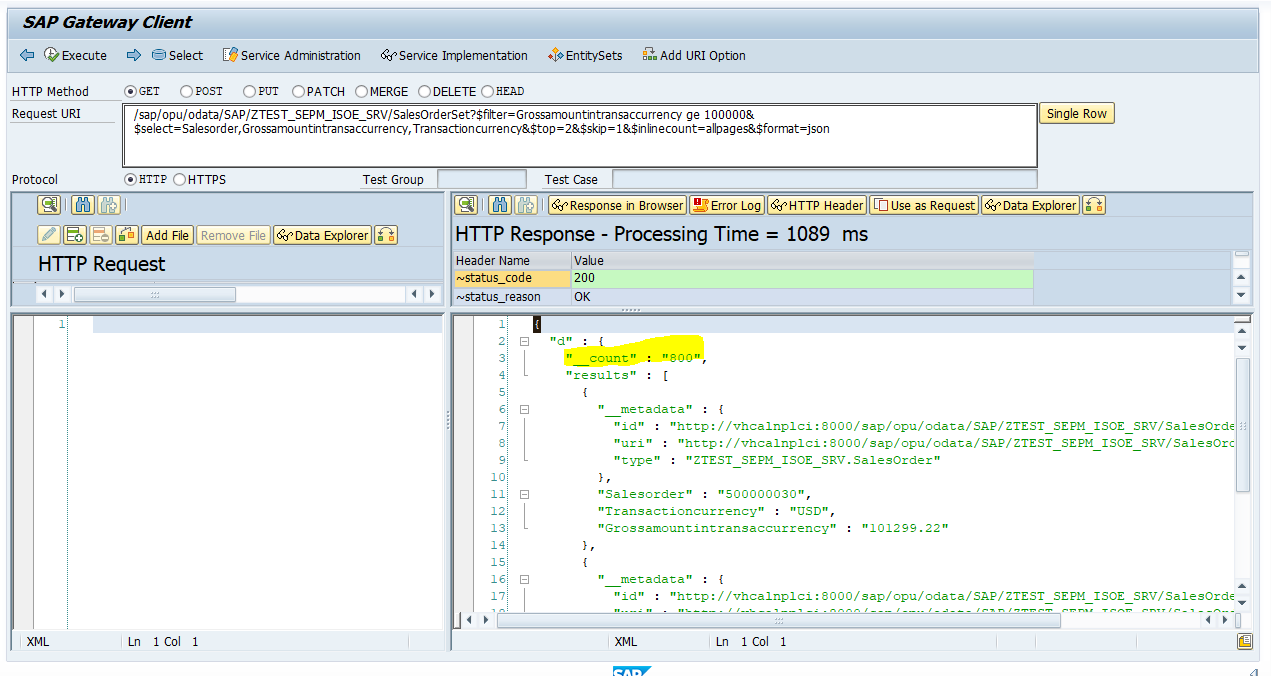 SAP Gateway Client
Execute Select Service Administration Service Implementation EntitySets Add URI Option
HTTP Method GET POST PUT PATCH MERGE DELETE HEAD
Request URI
/sap/opu/odata/SAP/ZTEST_SEPM_ISOE_SRV/SalesOrderSet?$filter=Grossamountintransaccurrency ge 100000&
$select=Salesorder,Grossamountintransaccurrency,Transactioncurrency&$top=2&$skip=1&$inlinecount=allpages&$format=json
Single Row
Protocol HTTP HTTPS Test Group Test Case
Response in Browser Error Log HTTP Header Use as Request Data Explorer
Add File Remove File Data Explorer
HTTP Request
HTTP Response - Processing Time = 1089 ms
Header Name Value
~status_code 200
~status_reason OK
1
1 {
2 "d" : {
3 "__count" : "800",
4 "results" : [
5 {
6 "__metadata" : {
7 "id" : "http://vhcalnplci:8000/sap/opu/odata/SAP/ZTEST_SEPM_ISOE_SRV/SalesOrde
8 "uri" : "http://vhcalnplci:8000/sap/opu/odata/SAP/ZTEST_SEPM_ISOE_SRV/SalesOrd
9 "type" : "ZTEST_SEPM_ISOE_SRV.SalesOrder"
10 },
11 "Salesorder" : "500000030",
12 "Transactioncurrency" : "USD",
13 "Grossamountintransaccurrency" : "101299.22"
14 },
15 {
16 "__metadata" : {
17 "id" : "http://vhcalnplci:8000/sap/opu/odata/SAP/ZTEST_SEPM_ISOE_SRV/SalesOrde
XML Ln 1 Col 1
XML Ln 1 Col 1
SAP